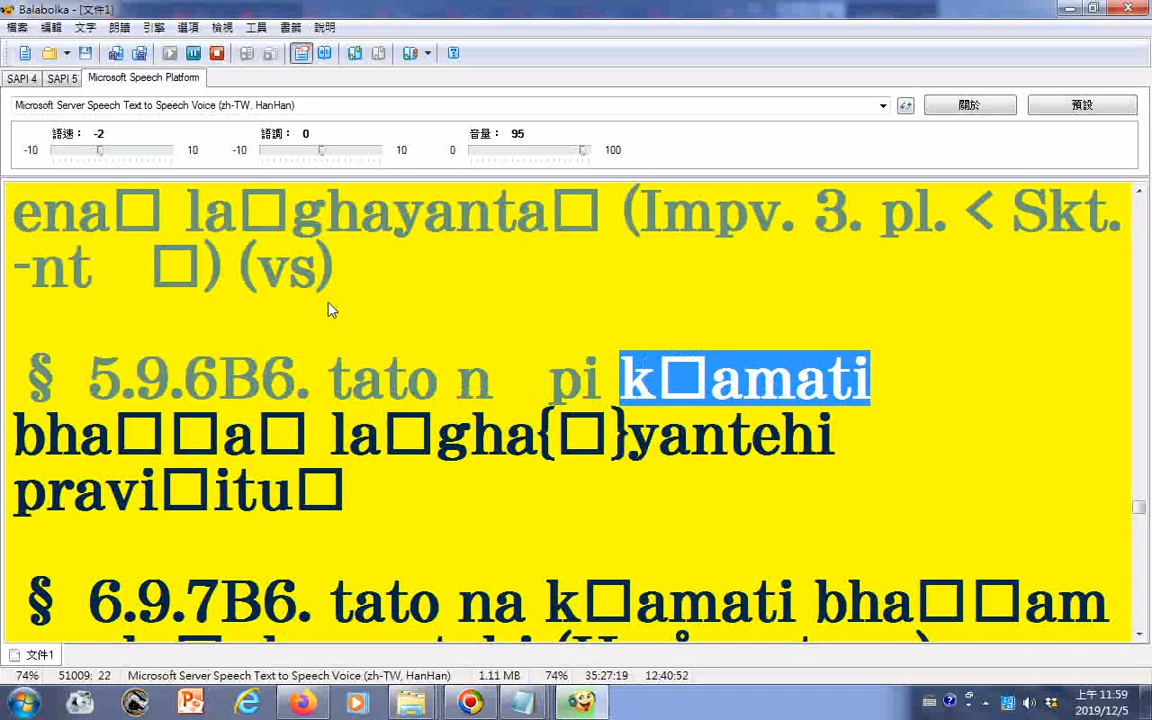 Balabolka - [文件1]
檔案 編輯 文字 朗讀 引擎 選項 檢視 工具 書籤 說明
SAPI 4 SAPI 5 Microsoft Speech Platform
Microsoft Server Speech Text to Speech Voice (zh-TW, HanHan) 關於 預設
語速： -2 語調： 0 音量： 95
-10 10 -10 10 0 100
ena□ la□ghayanta□ (Impv. 3. pl. < Skt.
-nt □) (vs)
§ 5.9.6B6. tato n pi k□amati
bha□□a□ la□gha{□}yantehi
pravi□itu□
§ 6.9.7B6. tato na k□amati bha□□am
文件1
74% 51009: 22 Microsoft Server Speech Text to Speech Voice (zh-TW, HanHan) 1.11 MB 74% 35:27:19 12:40:52
上午 11:59
2019/12/5